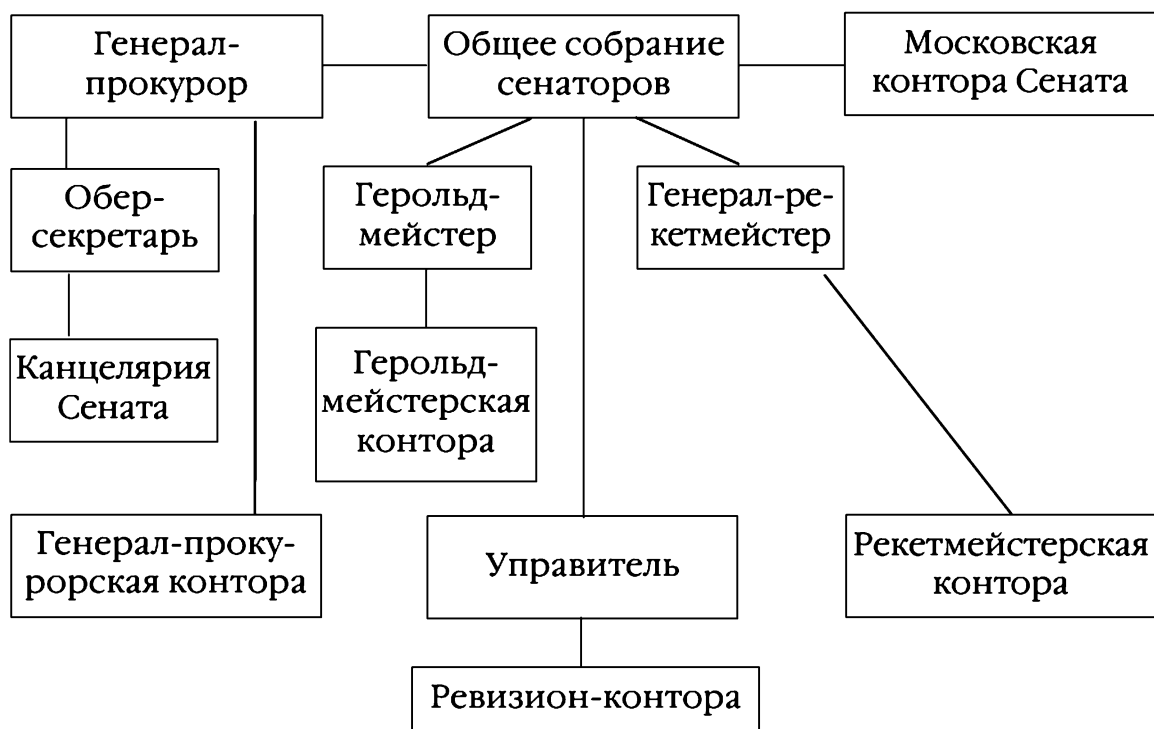 Генерал-
прокурор
Общее собрание
сенаторов
Московская
контора Сената
Обер-
секретарь
Герольд-
мейстер
Генерал-ре-
кетмейстер
Канцелярия
Сената
Герольд-
мейстерская
контора
Генерал-проку-
рорская контора
Управитель
Рекетмейстерская
контора
Ревизион-контора